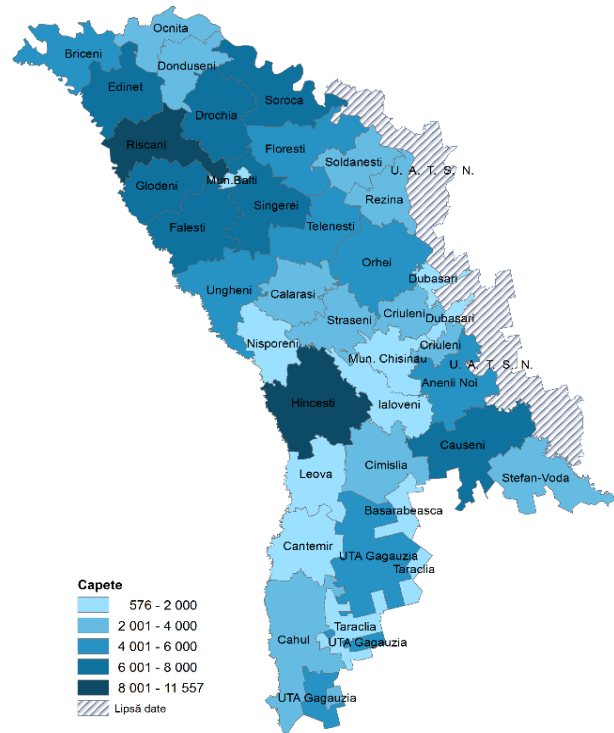 Ocnita
Briceni
Donduseni
Edinet
Soroca
Drochia
Riscani
Floresti
Soldanesti
U. A. T. S. N.
Mun.Balti
Glodeni
Rezina
Singerei
Falesti
Telenesti
Orhei
Dubasari
Ungheni
Calarasi
Straseni
Criuleni
Dubasari
Nisporeni
Criuleni
Mun. Chisinau
U. A. T. S. N.
Anenii Noi
Hincesti
Ialoveni
Causeni
Cimislia
Leova
Stefan-Voda
Basarabeasca
Cantemir
UTA Gagauzia
Taraclia
Taraclia
Cahul
UTA Gagauzia
UTA Gagauzia
Capete
576 - 2 000
2 001 - 4 000
4 001 - 6 000
6 001 - 8 000
8 001 - 11 557
Lipsă date